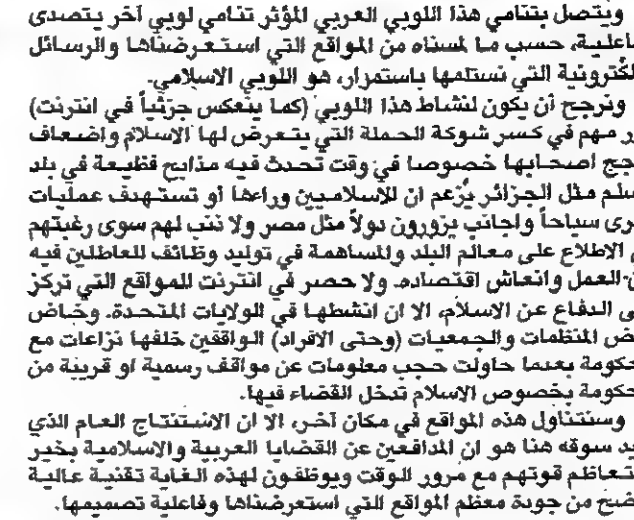 ويتصل بتنامي هذا اللوبي العربي المؤثر تنامي لوبي آخر يتصدى
اعلية، حسب ما لمسناه من المواقع التي استعرضناها والرسائل
لكترونية التي نستلمها باستمرار، هو اللوبي الاسلامي.
ونرجح أن يكون لنشاط هذا اللوبي (كما ينعكس جزئياً في انترنت)
ر مهم في كسر شوكة الحملة التي يتعرض لها الاسلام واضعاف
جج اصحابها خصوصا في وقت تحدث فيه مذابح فظيعة في بلد
سلم مثل الجزائر يُزعم ان الاسلاميين وراءها أو تستهدف عمليات
رى سياحاً واجانب يزورون دولاً مثل مصر ولا ذنب لهم سوى رغبتهم
ي الاطلاع على معالم البلد والمساهمة في توليد وظائف للعاطلين فيه
ن العمل وانعاش اقتصاده. ولا حصر في انترنت للمواقع التي تركز
ى الدفاع عن الاسلام، الا ان انشطها في الولايات المتحدة. وخاض
ض المنظمات والجمعيات (وحتى الافراد) الواقفين خلفها نزاعات مع
حكومة بعدما حاولت حجب معلومات عن مواقف رسمية او قريبة من
حكومة بخصوص الاسلام تدخل القضاء فيها.
وسنتناول هذه المواقع في مكان آخر، الا ان الاستنتاج العام الذي
يد سوقه هنا هو ان المدافعين عن القضايا العربية والاسلامية بخير
تتعاظم قوتهم مع مرور الوقت ويوظفون لهذه الغاية تقنية عالية
ضح من جودة معظم المواقع التي استعرضناها وفاعلية تصميمها.